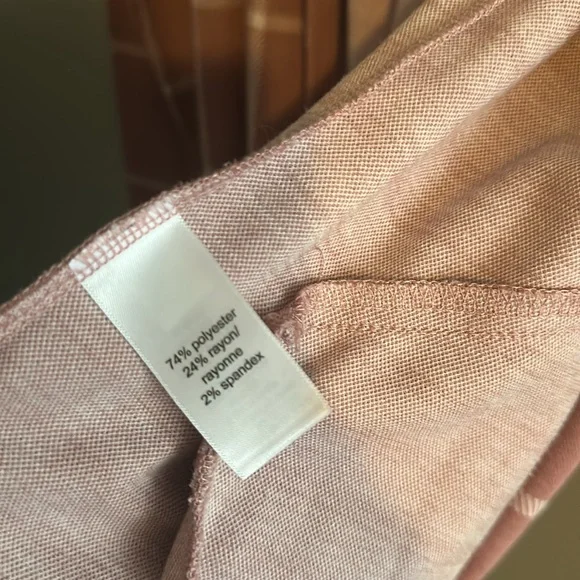 74% polyester
24% rayon/
rayonne
2% spandex